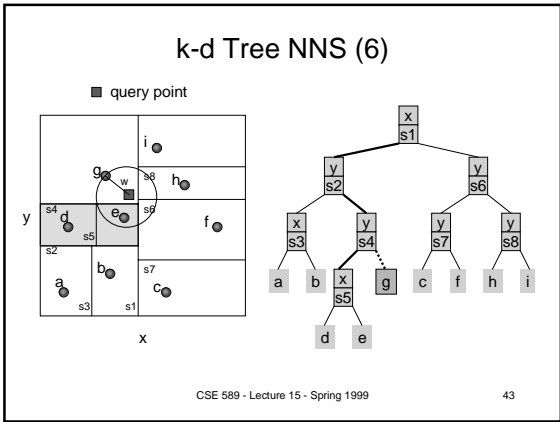 k-d Tree NNS (6)
query point
i
g
w
s8
h
s4
e
s6
y
d
f
s5
s2
b
s7
a
c
s3
s1
x
x
s1
y
y
s2
s6
x
y
y
y
s3
s4
s7
s8
a
b
x
g
c
f
h
i
s5
d
e
CSE 589 - Lecture 15 - Spring 1999
43